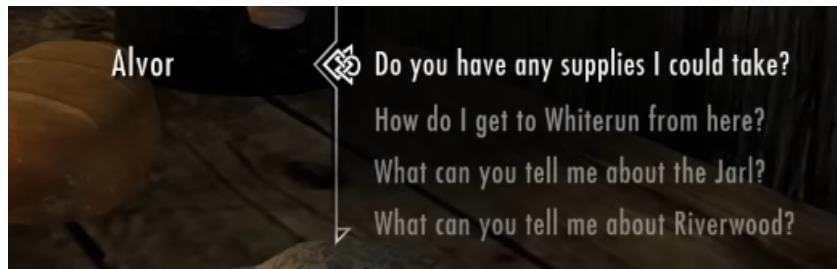 Alvor
Do you have any supplies I could take?
How do I get to Whiterun from here?
What can you tell me about the Jarl?
What can you tell me about Riverwood?